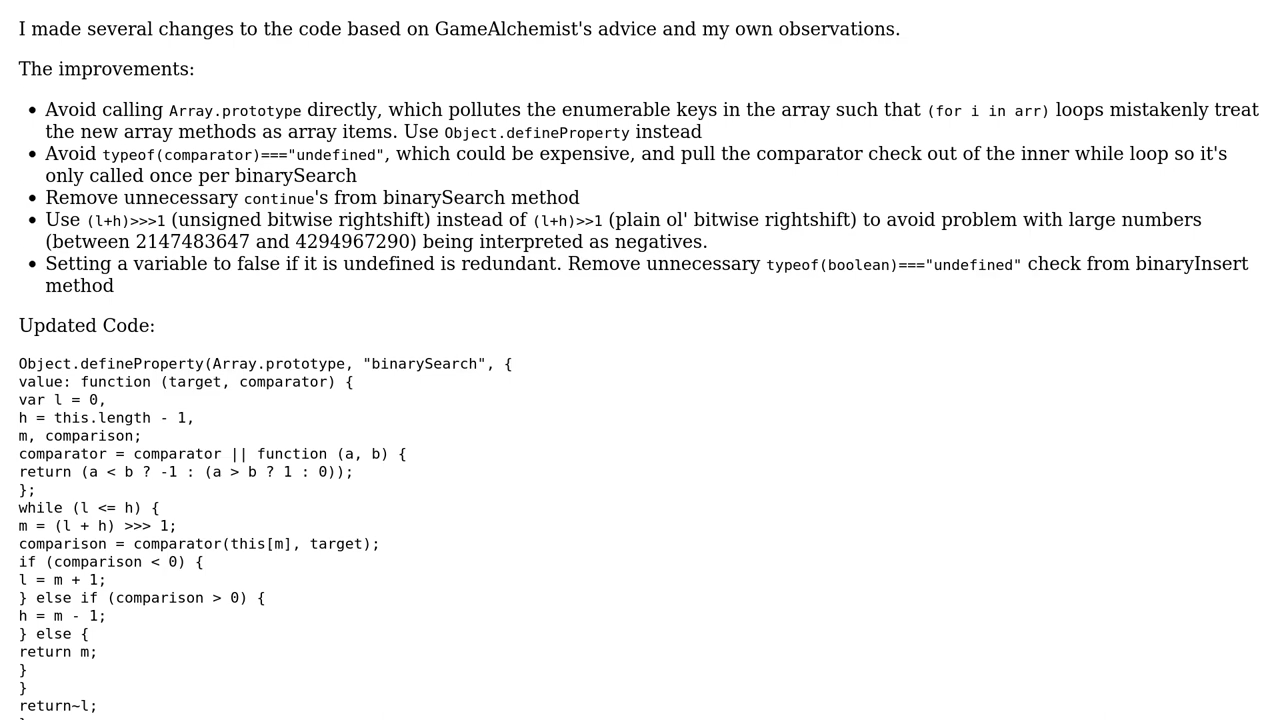 I made several changes to the code based on GameAlchemist's advice and my own observations.
The improvements:
• Avoid calling Array.prototype directly, which pollutes the enumerable keys in the array such that (for i in arr) loops mistakenly treat
the new array methods as array items. Use Object.defineProperty instead
• Avoid typeof(comparator)==="undefined", which could be expensive, and pull the comparator check out of the inner while loop so it's
only called once per binarySearch
• Remove unnecessary continue's from binarySearch method
• Use (l+h)>>>1 (unsigned bitwise rightshift) instead of (l+h)>>1 (plain ol' bitwise rightshift) to avoid problem with large numbers
(between 2147483647 and 4294967290) being interpreted as negatives.
• Setting a variable to false if it is undefined is redundant. Remove unnecessary typeof(boolean)==="undefined" check from binaryInsert
method
Updated Code:
Object.defineProperty(Array.prototype, "binarySearch", {
value: function (target, comparator) {
var l = 0,
h = this.length - 1,
m, comparison;
comparator = comparator || function (a, b) {
return (a < b ? -1 : (a > b ? 1 : 0));
};
while (l <= h) {
m = (l + h) >>> 1;
comparison = comparator(this[m], target);
if (comparison < 0) {
l = m + 1;
} else if (comparison > 0) {
h = m - 1;
} else {
return m;
}
}
return~l;